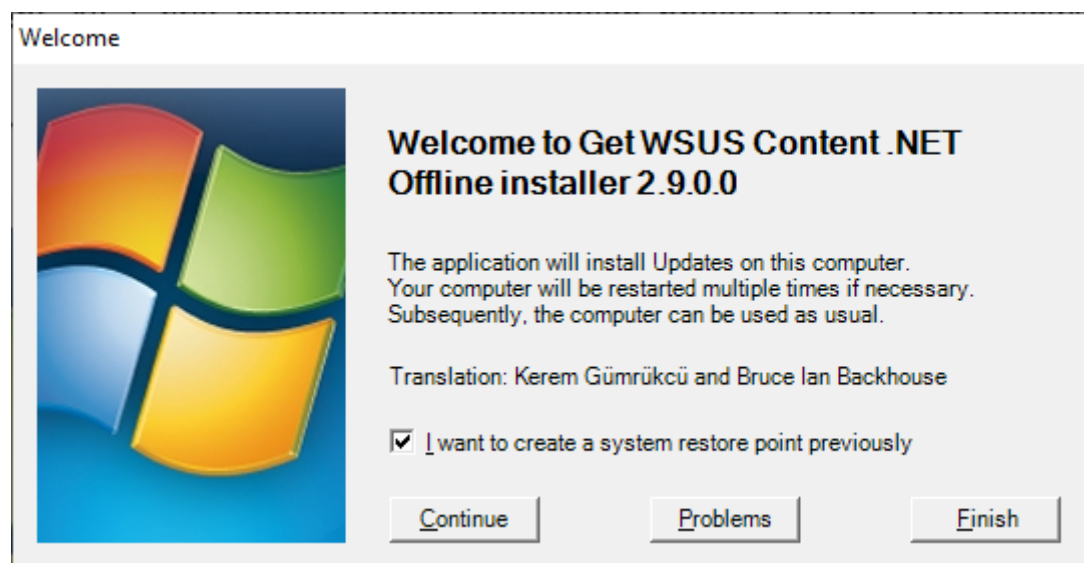 Welcome
Welcome to Get WSUS Content .NET
Offline installer 2.9.0.0
The application will install Updates on this computer.
Your computer will be restarted multiple times if necessary.
Subsequently, the computer can be used as usual.
Translation: Kerem Gümrükcü and Bruce Ian Backhouse
I want to create a system restore point previously
Continue
Problems
Finish